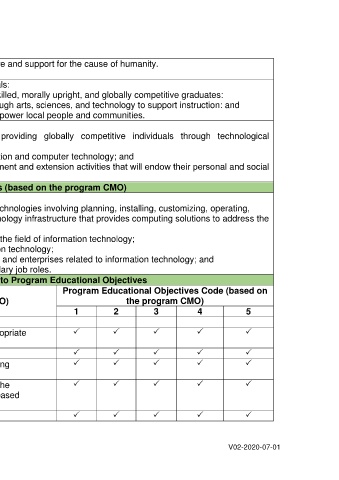 e and support for the cause of humanity.
als:
killed, morally upright, and globally competitive graduates:
ugh arts, sciences, and technology to support instruction: and
power local people and communities.
providing globally competitive individuals through technological
tion and computer technology; and
ment and extension activities that will endow their personal and social
s (based on the program CMO)
chnologies involving planning, installing, customizing, operating,
nology infrastructure that provides computing solutions to address the
the field of information technology;
on technology;
and enterprises related to information technology; and
lary job roles.
to Program Educational Objectives
Program Educational Objectives Code (based on
O) the program CMO)
1 2 3 4 5
opriate ✓ ✓ ✓ ✓ ✓
✓ ✓ ✓ ✓ ✓
ng ✓ ✓ ✓ ✓ ✓
he ✓ ✓ ✓ ✓ ✓
ased
✓ ✓ ✓ ✓ ✓
V02-2020-07-01